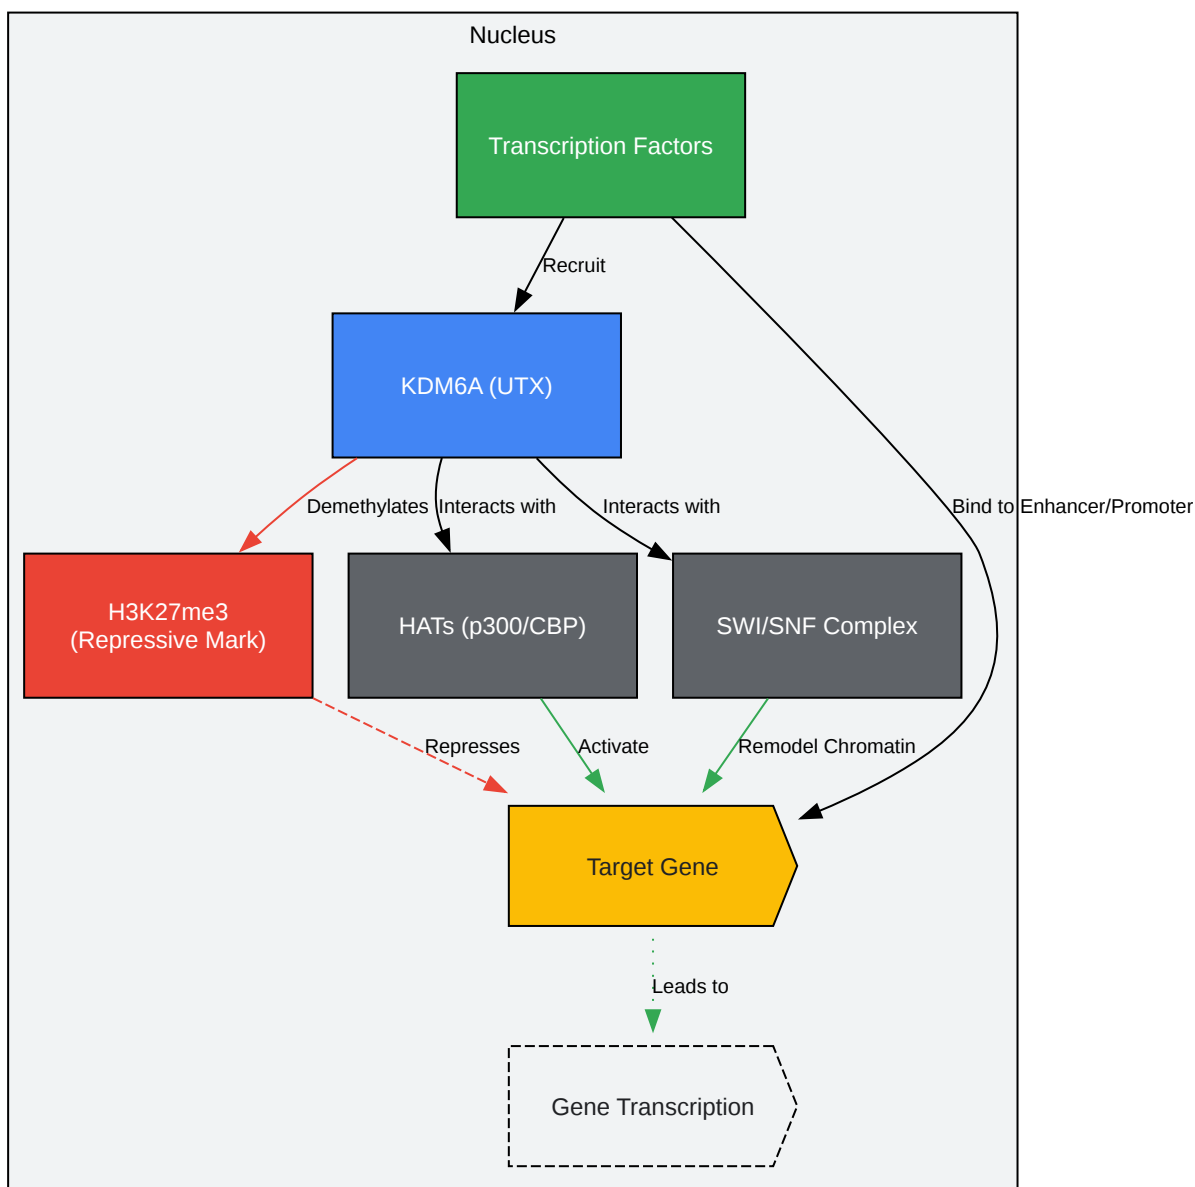 Nucleus
Transcription Factors
Recruit
KDM6A (UTX)
Demethylates
Interacts with
Interacts with
Bind to Enhancer/Promoter
H3K27me3
(Repressive Mark)
HATs (p300/CBP)
SWI/SNF Complex
Represses
Activate
Remodel Chromatin
Target Gene
Leads to
Gene Transcription